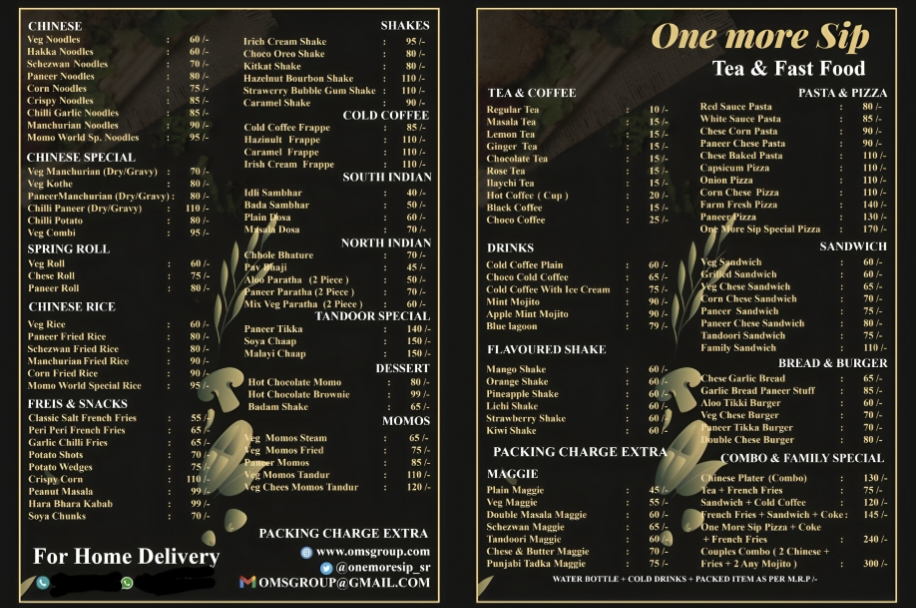 CHINESE
Veg Noodles : 60 /-
Hakka Noodles : 60 /-
Schezwan Noodles : 70 /-
Paneer Noodles : 80 /-
Corn Noodles : 75 /-
Crispy Noodles : 85 /-
Chilli Garlic Noodles : 85 /-
Manchurian Noodles : 90 /-
Momo World Sp. Noodles : 95 /-
CHINESE SPECIAL
Veg Manchurian (Dry/Gravy) : 70 /-
Veg Kothe : 80 /-
PaneerManchurian (Dry/Gravy) : 80 /-
Chilli Paneer (Dry/Gravy) : 110 /-
Chilli Potato : 80 /-
Veg Combi : 95 /-
SPRING ROLL
Veg Roll : 60 /-
Chese Roll : 75 /-
Paneer Roll : 80 /-
CHINESE RICE
Veg Rice : 60 /-
Paneer Fried Rice : 80 /-
Schezwan Fried Rice : 80 /-
Manchurian Fried Rice : 90 /-
Corn Fried Rice : 90 /-
Momo World Special Rice : 95 /-
FREIS & SNACKS
Classic Salt French Fries : 55 /-
Peri Peri French Fries : 65 /-
Garlic Chilli Fries : 65 /-
Potato Shots : 70 /-
Potato Wedges : 75 /-
Crispy Corn : 110 /-
Peanut Masala : 99 /-
Hara Bhara Kabab : 99 /-
Soya Chunks : 70 /-
For Home Delivery
SHAKES
Irich Cream Shake : 95 /-
Choco Oreo Shake : 80 /-
Kitkat Shake : 80 /-
Hazelnut Bourbon Shake : 110 /-
Strawerry Bubble Gum Shake : 110 /-
Caramel Shake : 90 /-
COLD COFFEE
Cold Coffee Frappe : 85 /-
Hazinult Frappe : 110 /-
Caramel Frappe : 110 /-
Irish Cream Frappe : 110 /-
SOUTH INDIAN
Idli Sambhar : 40 /-
Bada Sambhar : 50 /-
Plain Dosa : 60 /-
Masala Dosa : 70 /-
NORTH INDIAN
Chhole Bhature : 70 /-
Pav Bhaji : 45 /-
Aloo Paratha (2 Piece ) : 50 /-
Paneer Paratha (2 Piece ) : 70 /-
Mix Veg Paratha (2 Piece ) : 60 /-
TANDOOR SPECIAL
Paneer Tikka : 140 /-
Soya Chaap : 150 /-
Malayi Chaap : 150 /-
DESSERT
Hot Chocolate Momo : 80 /-
Hot Chocolate Brownie : 99 /-
Badam Shake : 65 /-
MOMOS
Veg Momos Steam : 65 /-
Veg Momos Fried : 75 /-
Paneer Momos : 85 /-
Veg Momos Tandur : 110 /-
Veg Chees Momos Tandur : 120 /-
PACKING CHARGE EXTRA
www.omsgroup.com
@onemoresip_sr
OMSGROUP@GMAIL.COM
One more Sip
Tea & Fast Food
TEA & COFFEE
Regular Tea : 10 /-
Masala Tea : 15 /-
Lemon Tea : 15 /-
Ginger Tea : 15 /-
Chocolate Tea : 15 /-
Rose Tea : 15 /-
Ilaychi Tea : 15 /-
Hot Coffee ( Cup ) : 20 /-
Black Coffee : 15 /-
Choco Coffee : 25 /-
DRINKS
Cold Coffee Plain : 60 /-
Choco Cold Coffee : 65 /-
Cold Coffee With Ice Cream : 75 /-
Mint Mojito : 90 /-
Apple Mint Mojito : 90 /-
Blue lagoon : 79 /-
FLAVOURED SHAKE
Mango Shake : 60 /-
Orange Shake : 60 /-
Pineapple Shake : 60 /-
Lichi Shake : 60 /-
Strawberry Shake : 60 /-
Kiwi Shake : 60 /-
PACKING CHARGE EXTRA
MAGGIE
Plain Maggie : 45 /-
Veg Maggie : 55 /-
Double Masala Maggie : 60 /-
Schezwan Maggie : 65 /-
Tandoori Maggie : 60 /-
Chese & Butter Maggie : 70 /-
Punjabi Tadka Maggie : 75 /-
PASTA & PIZZA
Red Sauce Pasta : 80 /-
White Sauce Pasta : 85 /-
Chese Corn Pasta : 90 /-
Paneer Chese Pasta : 90 /-
Chese Baked Pasta : 110 /-
Capsicum Pizza : 110 /-
Onion Pizza : 110 /-
Corn Chese Pizza : 110 /-
Farm Fresh Pizza : 140 /-
Paneer Pizza : 130 /-
One More Sip Special Pizza : 170 /-
SANDWICH
Veg Sandwich : 60 /-
Grilled Sandwich : 60 /-
Veg Chese Sandwich : 65 /-
Corn Chese Sandwich : 70 /-
Paneer Sandwich : 75 /-
Paneer Chese Sandwich : 80 /-
Tandoori Sandwich : 75 /-
Family Sandwich : 110 /-
BREAD & BURGER
Chese Garlic Bread : 65 /-
Garlic Bread Paneer Stuff : 85 /-
Aloo Tikki Burger : 60 /-
Veg Chese Burger : 70 /-
Paneer Tikka Burger : 70 /-
Double Chese Burger : 80 /-
COMBO & FAMILY SPECIAL
Chinese Plater (Combo) : 130 /-
Tea + French Fries : 75 /-
Sandwich + Cold Coffee : 120 /-
French Fries + Sandwich + Coke : 145 /-
One More Sip Pizza + Coke
+ French Fries : 240 /-
Couples Combo ( 2 Chinese +
Fries + 2 Any Mojito ) : 300 /-
WATER BOTTLE + COLD DRINKS + PACKED ITEM AS PER M.R.P /-